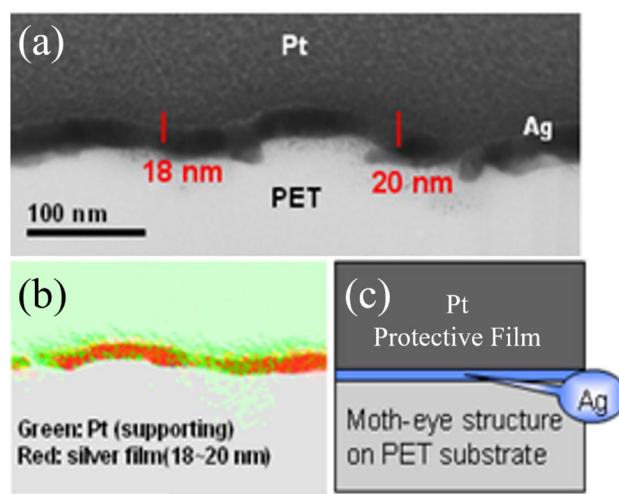 (a)
Pt
Ag
18 nm
20 nm
PET
100 nm
(b)
Green: Pt (supporting)
Red: silver film(18~20 nm)
(c)
Pt
Protective Film
Ag
Moth-eye structure
on PET substrate